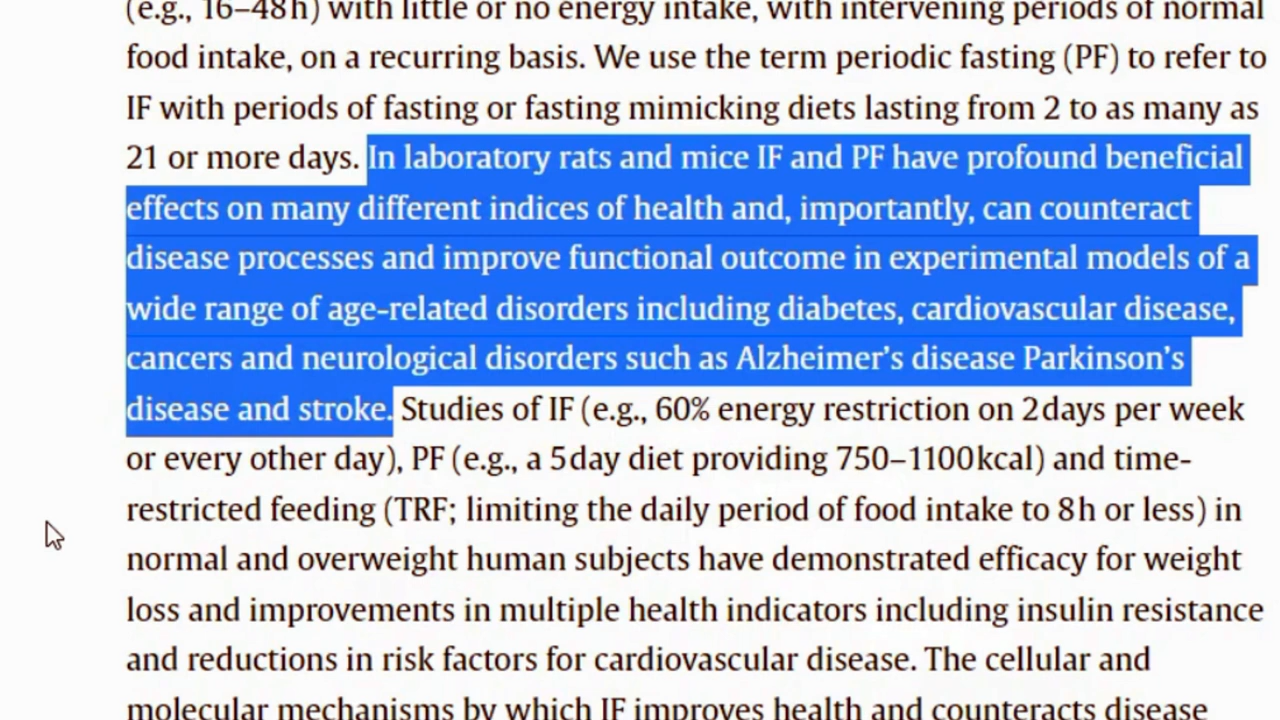 (e.g., 16–48 h) with little or no energy intake, with intervening periods of normal
food intake, on a recurring basis. We use the term periodic fasting (PF) to refer to
IF with periods of fasting or fasting mimicking diets lasting from 2 to as many as
21 or more days. In laboratory rats and mice IF and PF have profound beneficial
effects on many different indices of health and, importantly, can counteract
disease processes and improve functional outcome in experimental models of a
wide range of age-related disorders including diabetes, cardiovascular disease,
cancers and neurological disorders such as Alzheimer’s disease Parkinson’s
disease and stroke. Studies of IF (e.g., 60% energy restriction on 2 days per week
or every other day), PF (e.g., a 5 day diet providing 750–1100 kcal) and time-
restricted feeding (TRF; limiting the daily period of food intake to 8 h or less) in
normal and overweight human subjects have demonstrated efficacy for weight
loss and improvements in multiple health indicators including insulin resistance
and reductions in risk factors for cardiovascular disease. The cellular and
molecular mechanisms by which IF improves health and counteracts disease